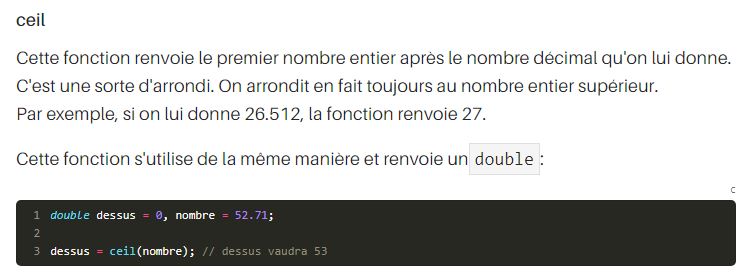 ceil
Cette fonction renvoie le premier nombre entier après le nombre décimal qu'on lui donne.
C'est une sorte d'arrondi. On arrondit en fait toujours au nombre entier supérieur.
Par exemple, si on lui donne 26.512, la fonction renvoie 27.
Cette fonction s'utilise de la même manière et renvoie un double :
c
1 double dessus = 0, nombre = 52.71;
2
3 dessus = ceil(nombre); // dessus vaudra 53